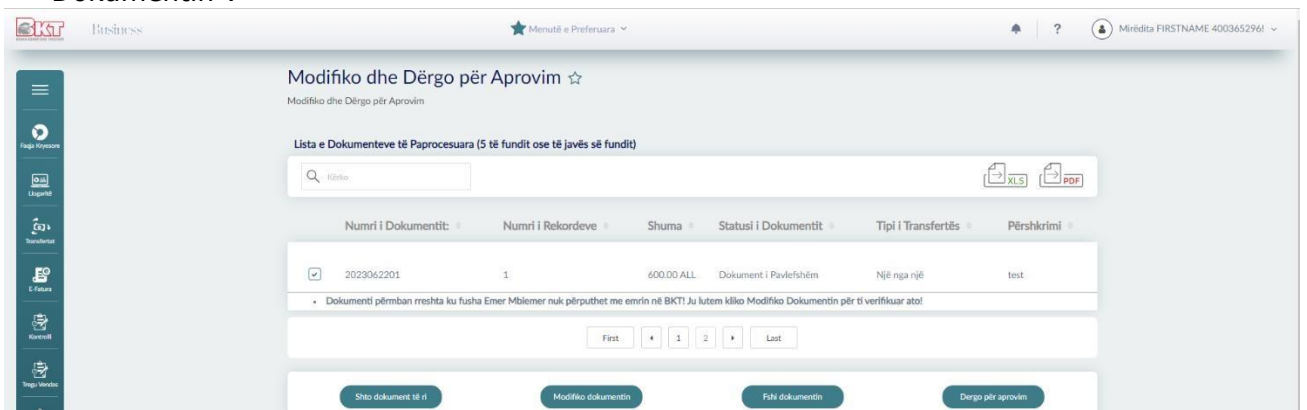 BKT Business Menutë e Preferuara ? Mirëdita FIRSTNAME 400365296!
Modifiko dhe Dërgo për Aprovim
Modifiko dhe Dërgo për Aprovim
Faqja Kryesore
Lista e Dokumenteve të Paprocesuara (5 të fundit ose të javës së fundit)
Kërko XLS PDF
Llogaritë
Numri i Dokumentit: Numri i Rekordeve Shuma Statusi i Dokumentit Tipi i Transfertës Përshkrimi
Transfertat
2023062201 1 600.00 ALL Dokument i Pavlefshëm Një nga një test
E-Fatura
• Dokumenti përmban rreshta ku fusha Emer Mbiemer nuk përputhet me emrin në BKT! Ju lutem kliko Modifiko Dokumentin për ti verifikuar ato!
Kontrolli
First 1 2 Last
Tregu Vendas
Shto dokument të ri Modifiko dokumentin Fshi dokumentin Dergo për aprovim